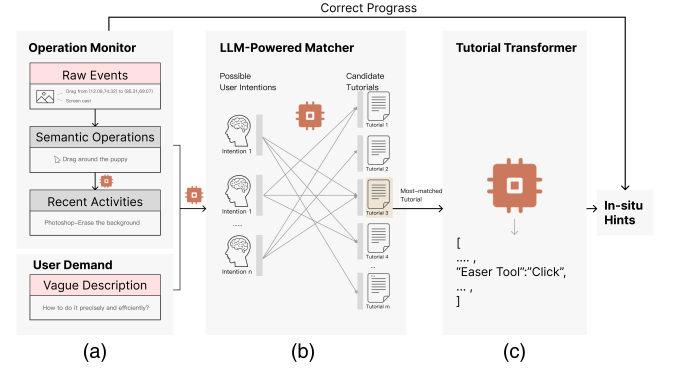 Correct Prograss
Operation Monitor
Raw Events
Drag from (12.08,74.32) to (85.31,69.07)
Screen cast
Semantic Operations
Drag around the puppy
Recent Activities
Photoshop–Erase the background
User Demand
Vague Description
How to do it precisely and efficiently?
(a)
LLM-Powered Matcher
Possible
User Intentions
Candidate
Tutorials
Intention 1
Intention 1
......
Intention n
Tutorial 1
Tutorial 2
Tutorial 3
Tutorial 4
...
Tutorial m
(b)
Most-matched
Tutorial
Tutorial Transformer
[
.... ,
“Easer Tool”:”Click”,
... ,
]
(c)
In-situ
Hints